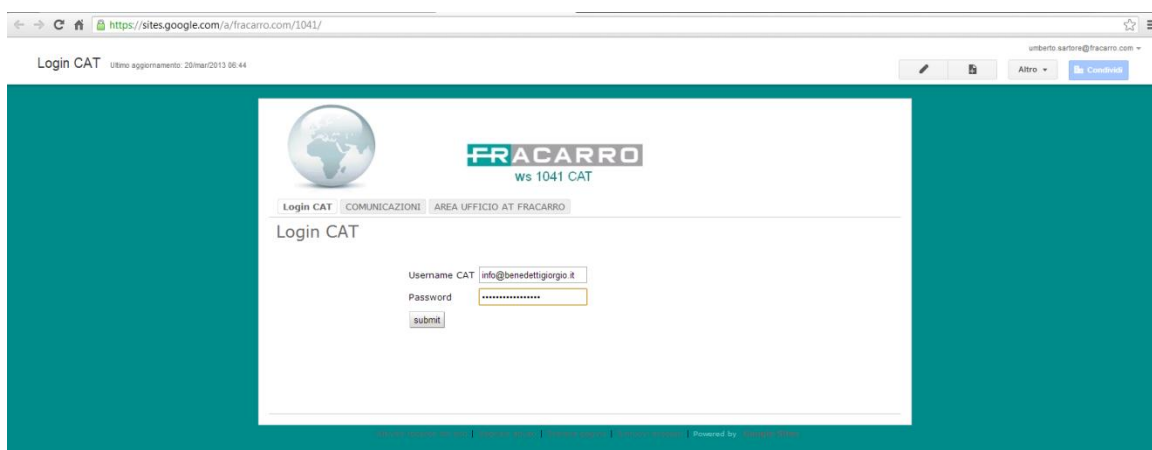 https://sites.google.com/a/fracarro.com/1041/
umberto.sartore@fracarro.com
Login CAT Ultimo aggiornamento: 20/mar/2013 06:44
Altro
Condividi
FRACARRO
ws 1041 CAT
Login CAT COMUNICAZIONI AREA UFFICIO AT FRACARRO
Login CAT
Username CAT info@benedettigiorgio.it
Password ••••••••••••••••
submit
Powered by Google Sites